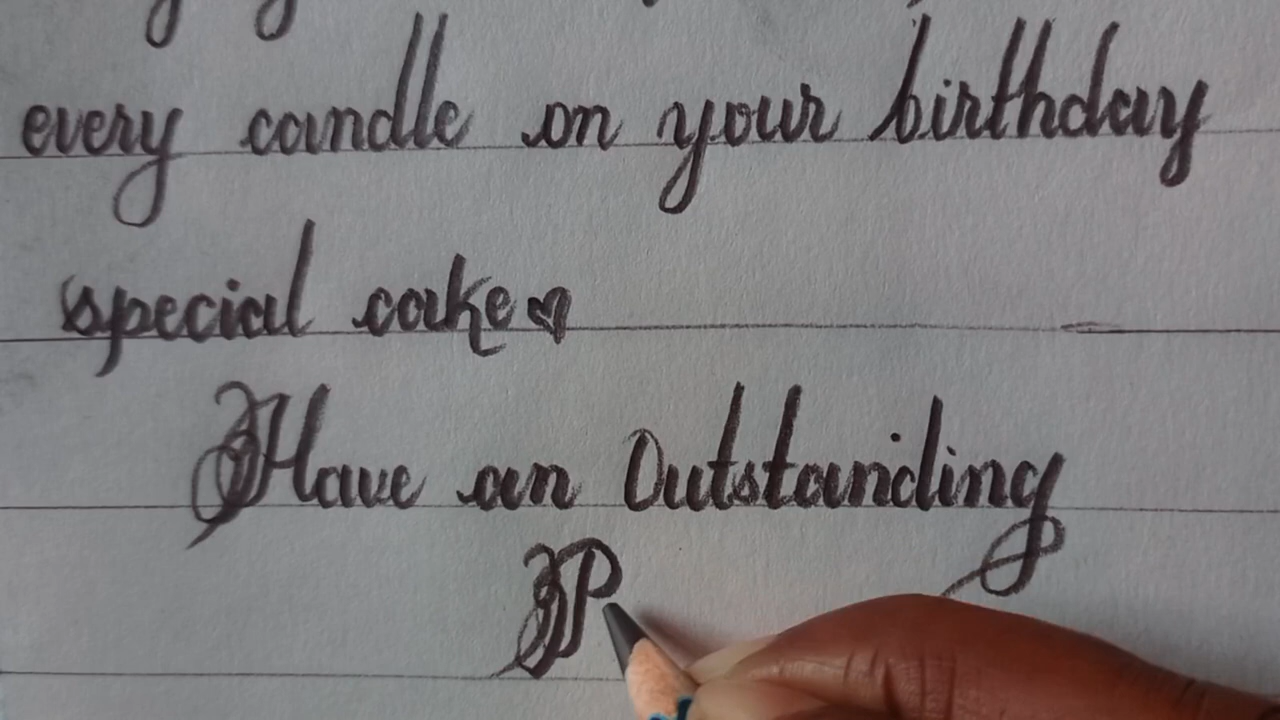 every candle on your birthday
special cake♥
Have an Outstanding